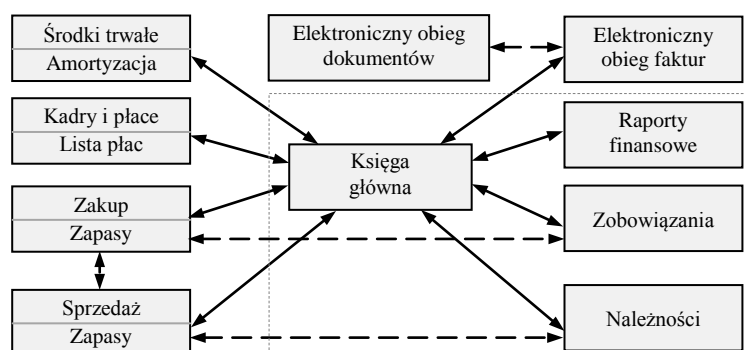 Środki trwałe
Amortyzacja
Elektroniczny obieg
dokumentów
Elektroniczny
obieg faktur
Kadry i płace
Lista płac
Księga
główna
Raporty
finansowe
Zakup
Zapasy
Zobowiązania
Sprzedaż
Zapasy
Należności